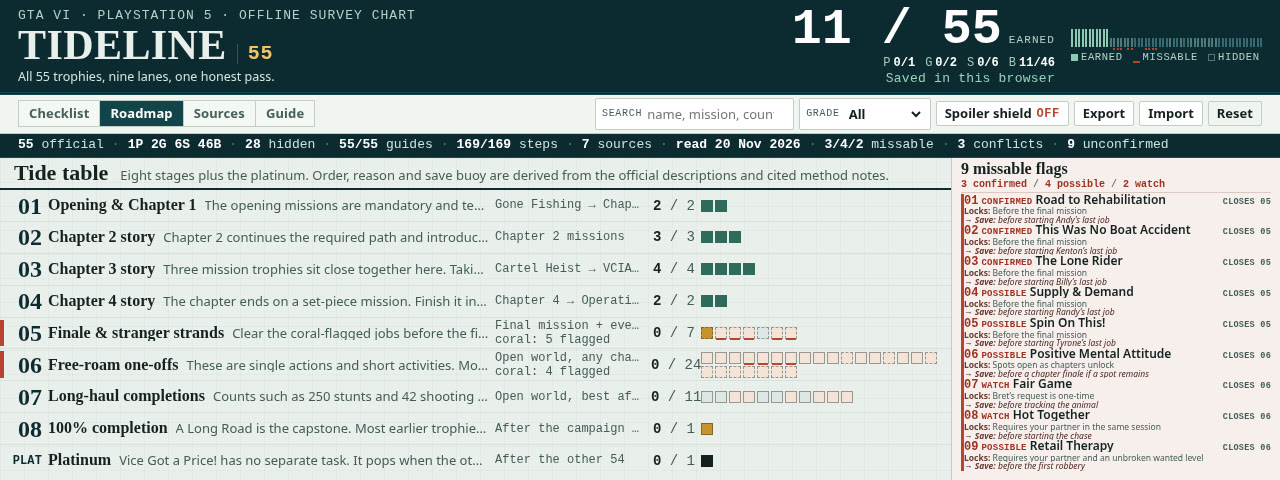 GTA VI · PLAYSTATION 5 · OFFLINE SURVEY CHART
TIDELINE 55
All 55 trophies, nine lanes, one honest pass.
11 / 55 EARNED
P 0/1 G 0/2 S 0/6 B 11/46
Saved in this browser
EARNED MISSABLE HIDDEN
Checklist Roadmap Sources Guide
SEARCH name, mission, coun
GRADE All
Spoiler shield OFF
Export
Import
Reset
55 official · 1P 2G 6S 46B · 28 hidden · 55/55 guides · 169/169 steps · 7 sources · read 20 Nov 2026 · 3/4/2 missable · 3 conflicts · 9 unconfirmed
Tide table Eight stages plus the platinum. Order, reason and save buoy are derived from the official descriptions and cited method notes.
01 Opening & Chapter 1 The opening missions are mandatory and te… Gone Fishing → Chap… 2 / 2
02 Chapter 2 story Chapter 2 continues the required path and introduc… Chapter 2 missions 3 / 3
03 Chapter 3 story Three mission trophies sit close together here. Taki… Cartel Heist → VCIA… 4 / 4
04 Chapter 4 story The chapter ends on a set-piece mission. Finish it in… Chapter 4 → Operati… 2 / 2
05 Finale & stranger strands Clear the coral-flagged jobs before the fi… Final mission + eve… 0 / 7
coral: 5 flagged
06 Free-roam one-offs These are single actions and short activities. Mo… Open world, any cha… 0 / 24
coral: 4 flagged
07 Long-haul completions Counts such as 250 stunts and 42 shooting … Open world, best af… 0 / 11
08 100% completion A Long Road is the capstone. Most earlier trophie… After the campaign … 0 / 1
PLAT Platinum Vice Got a Price! has no separate task. It pops when the ot… After the other 54 0 / 1
9 missable flags
3 confirmed / 4 possible / 2 watch
01 CONFIRMED Road to Rehabilitation CLOSES 05
Locks: Before the final mission
→ Save: before starting Andy's last job
02 CONFIRMED This Was No Boat Accident CLOSES 05
Locks: Before the final mission
→ Save: before starting Kenton's last job
03 CONFIRMED The Lone Rider CLOSES 05
Locks: Before the final mission
→ Save: before starting Billy's last job
04 POSSIBLE Supply & Demand CLOSES 05
Locks: Before the final mission
→ Save: before starting Randy's last job
05 POSSIBLE Spin On This! CLOSES 05
Locks: Before the final mission
→ Save: before starting Tyrone's last job
06 POSSIBLE Positive Mental Attitude CLOSES 06
Locks: Spots open as chapters unlock
→ Save: before a chapter finale if a spot remains
07 WATCH Fair Game CLOSES 06
Locks: Bret's request is one-time
→ Save: before tracking the animal
08 WATCH Hot Together CLOSES 06
Locks: Requires your partner in the same session
→ Save: before starting the chase
09 POSSIBLE Retail Therapy CLOSES 06
Locks: Requires your partner and an unbroken wanted level
→ Save: before the first robbery